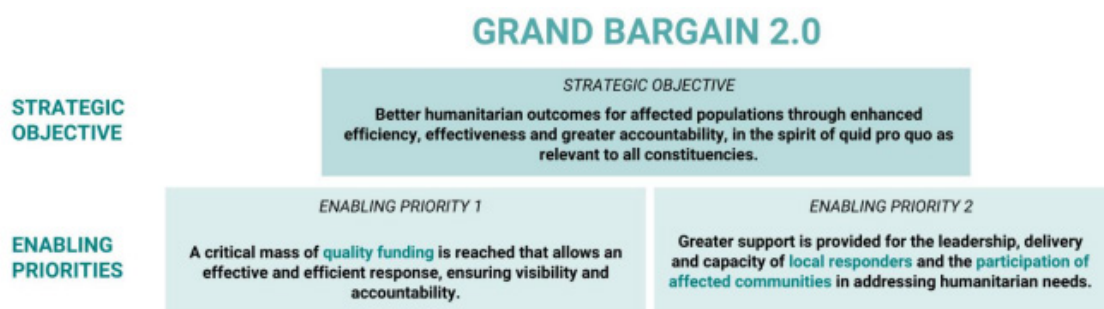 GRAND BARGAIN 2.0
STRATEGIC
OBJECTIVE
STRATEGIC OBJECTIVE
Better humanitarian outcomes for affected populations through enhanced
efficiency, effectiveness and greater accountability, in the spirit of quid pro quo as
relevant to all constituencies.
ENABLING
PRIORITIES
ENABLING PRIORITY 1
A critical mass of quality funding is reached that allows an
effective and efficient response, ensuring visibility and
accountability.
ENABLING PRIORITY 2
Greater support is provided for the leadership, delivery
and capacity of local responders and the participation of
affected communities in addressing humanitarian needs.